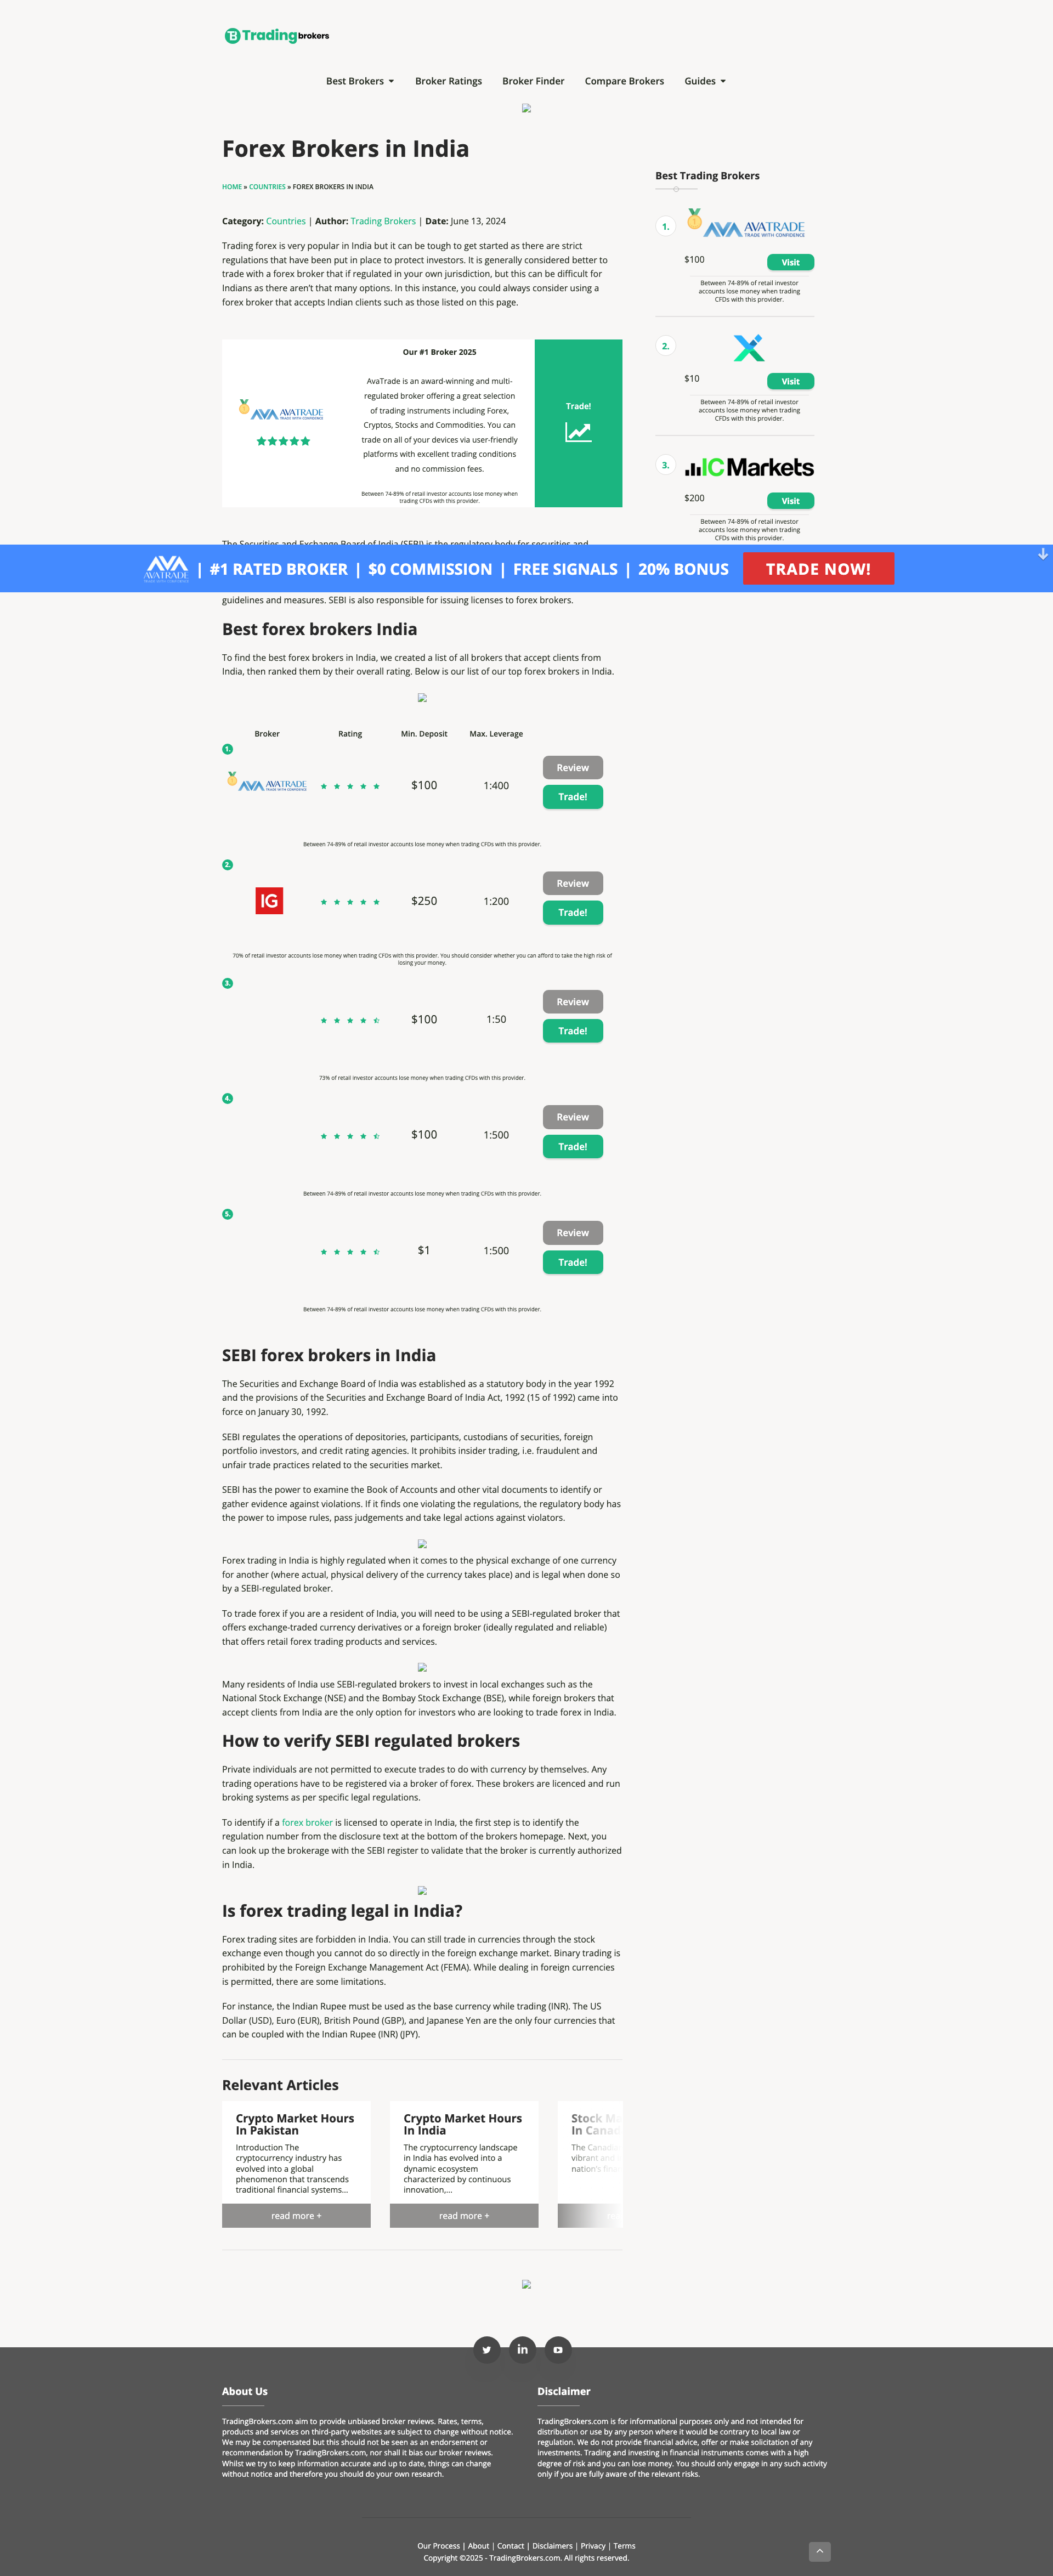 Trading brokers
Best Brokers
Broker Ratings
Broker Finder
Compare Brokers
Guides
Forex Brokers in India
HOME » COUNTRIES » FOREX BROKERS IN INDIA
Category: Countries | Author: Trading Brokers | Date: June 13, 2024
Trading forex is very popular in India but it can be tough to get started as there are strict
regulations that have been put in place to protect investors. It is generally considered better to
trade with a forex broker that if regulated in your own jurisdiction, but this can be difficult for
Indians as there aren't that many options. In this instance, you could always consider using a
forex broker that accepts Indian clients such as those listed on this page.
AVATRADE
Our #1 Broker 2025
AvaTrade is an award-winning and multi-
regulated broker offering a great selection
of trading instruments including Forex,
Cryptos, Stocks and Commodities. You can
trade on all of your devices via user-friendly
platforms with excellent trading conditions
and no commission fees.
Between 74-89% of retail investor accounts lose money when
trading CFDs with this provider.
Trade!
Best Trading Brokers
1.
AVA AVATRADE
TRADE WITH CONFIDENCE
$100
Visit
Between 74-89% of retail investor
accounts lose money when trading
CFDs with this provider.
2.
$10
Visit
Between 74-89% of retail investor
accounts lose money when trading
CFDs with this provider.
3.
IC Markets
$200
Visit
Between 74-89% of retail investor
accounts lose money when trading
CFDs with this provider.
The Securities and Exchange Board of India (SEBI) is the regulatory body for securities and
AVATRADE | #1 RATED BROKER | $0 COMMISSION | FREE SIGNALS | 20% BONUS TRADE NOW!
guidelines and measures. SEBI is also responsible for issuing licenses to forex brokers.
Best forex brokers India
To find the best forex brokers in India, we created a list of all brokers that accept clients from
India, then ranked them by their overall rating. Below is our list of our top forex brokers in India.
Broker Rating Min. Deposit Max. Leverage
1.
AVA AVATRADE
TRADE WITH CONFIDENCE
$100 1:400
Review
Trade!
Between 74-89% of retail investor accounts lose money when trading CFDs with this provider.
2.
IG
$250 1:200
Review
Trade!
70% of retail investor accounts lose money when trading CFDs with this provider. You should consider whether you can afford to take the high risk of
losing your money.
3.
$100 1:50
Review
Trade!
73% of retail investor accounts lose money when trading CFDs with this provider.
4.
$100 1:500
Review
Trade!
Between 74-89% of retail investor accounts lose money when trading CFDs with this provider.
5.
$1 1:500
Review
Trade!
Between 74-89% of retail investor accounts lose money when trading CFDs with this provider.
SEBI forex brokers in India
The Securities and Exchange Board of India was established as a statutory body in the year 1992
and the provisions of the Securities and Exchange Board of India Act, 1992 (15 of 1992) came into
force on January 30, 1992.
SEBI regulates the operations of depositories, participants, custodians of securities, foreign
portfolio investors, and credit rating agencies. It prohibits insider trading, i.e. fraudulent and
unfair trade practices related to the securities market.
SEBI has the power to examine the Book of Accounts and other vital documents to identify or
gather evidence against violations. If it finds one violating the regulations, the regulatory body has
the power to impose rules, pass judgements and take legal actions against violators.
Forex trading in India is highly regulated when it comes to the physical exchange of one currency
for another (where actual, physical delivery of the currency takes place) and is legal when done so
by a SEBI-regulated broker.
To trade forex if you are a resident of India, you will need to be using a SEBI-regulated broker that
offers exchange-traded currency derivatives or a foreign broker (ideally regulated and reliable)
that offers retail forex trading products and services.
Many residents of India use SEBI-regulated brokers to invest in local exchanges such as the
National Stock Exchange (NSE) and the Bombay Stock Exchange (BSE), while foreign brokers that
accept clients from India are the only option for investors who are looking to trade forex in India.
How to verify SEBI regulated brokers
Private individuals are not permitted to execute trades to do with currency by themselves. Any
trading operations have to be registered via a broker of forex. These brokers are licenced and run
broking systems as per specific legal regulations.
To identify if a forex broker is licensed to operate in India, the first step is to identify the
regulation number from the disclosure text at the bottom of the brokers homepage. Next, you
can look up the brokerage with the SEBI register to validate that the broker is currently authorized
in India.
Is forex trading legal in India?
Forex trading sites are forbidden in India. You can still trade in currencies through the stock
exchange even though you cannot do so directly in the foreign exchange market. Binary trading is
prohibited by the Foreign Exchange Management Act (FEMA). While dealing in foreign currencies
is permitted, there are some limitations.
For instance, the Indian Rupee must be used as the base currency while trading (INR). The US
Dollar (USD), Euro (EUR), British Pound (GBP), and Japanese Yen are the only four currencies that
can be coupled with the Indian Rupee (INR) (JPY).
Relevant Articles
Crypto Market Hours
In Pakistan
Introduction The
cryptocurrency industry has
evolved into a global
phenomenon that transcends
traditional financial systems...
read more +
Crypto Market Hours
In India
The cryptocurrency landscape
in India has evolved into a
dynamic ecosystem
characterized by continuous
innovation,...
read more +
Stock
In
The
vibrant
nation's
About Us
TradingBrokers.com aim to provide unbiased broker reviews. Rates, terms,
products and services on third-party websites are subject to change without notice.
We may be compensated but this should not be seen as an endorsement or
recommendation by TradingBrokers.com, nor shall it bias our broker reviews.
Whilst we try to keep information accurate and up to date, things can change
without notice and therefore you should do your own research.
Disclaimer
TradingBrokers.com is for informational purposes only and not intended for
distribution or use by any person where it would be contrary to local law or
regulation. We do not provide financial advice, offer or make solicitation of any
investments. Trading and investing in financial instruments comes with a high
degree of risk and you can lose money. You should only engage in any such activity
only if you are fully aware of the relevant risks.
Our Process | About | Contact | Disclaimers | Privacy | Terms
Copyright ©2025 - TradingBrokers.com. All rights reserved.